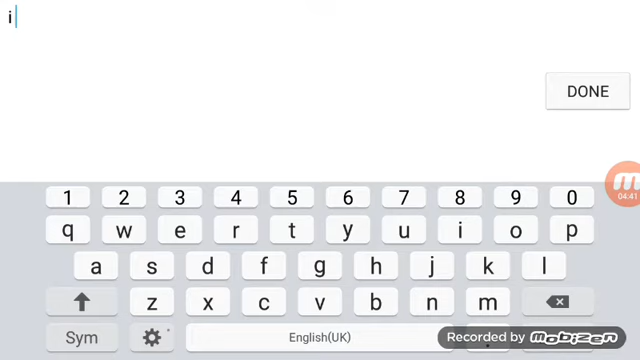 i
DONE
1 2 3 4 5 6 7 8 9 0
04:41
q w e r t y u i o p
a s d f g h j k l
z x c v b n m
Sym English(UK) Recorded by MOBIZEN